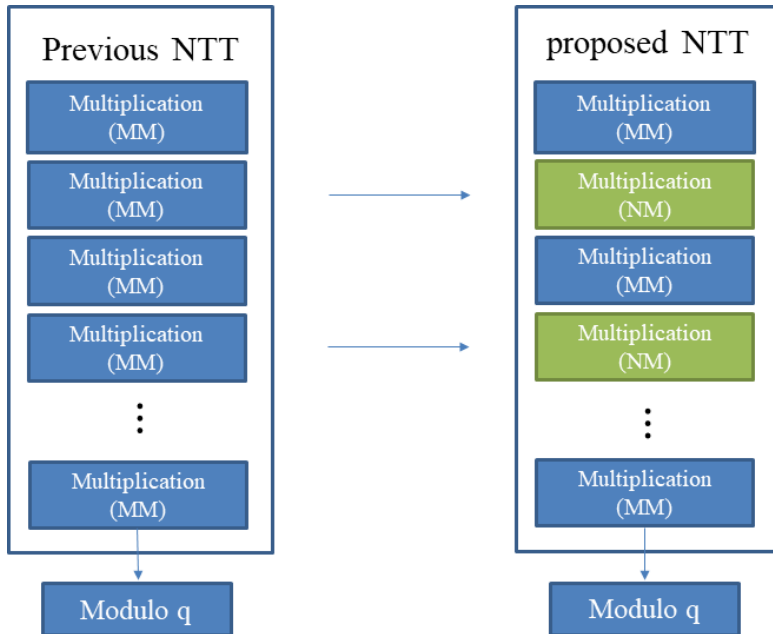 Previous NTT
Multiplication
(MM)
Multiplication
(MM)
Multiplication
(MM)
Multiplication
(MM)
Multiplication
(MM)
Modulo q
proposed NTT
Multiplication
(MM)
Multiplication
(NM)
Multiplication
(MM)
Multiplication
(NM)
Multiplication
(MM)
Modulo q